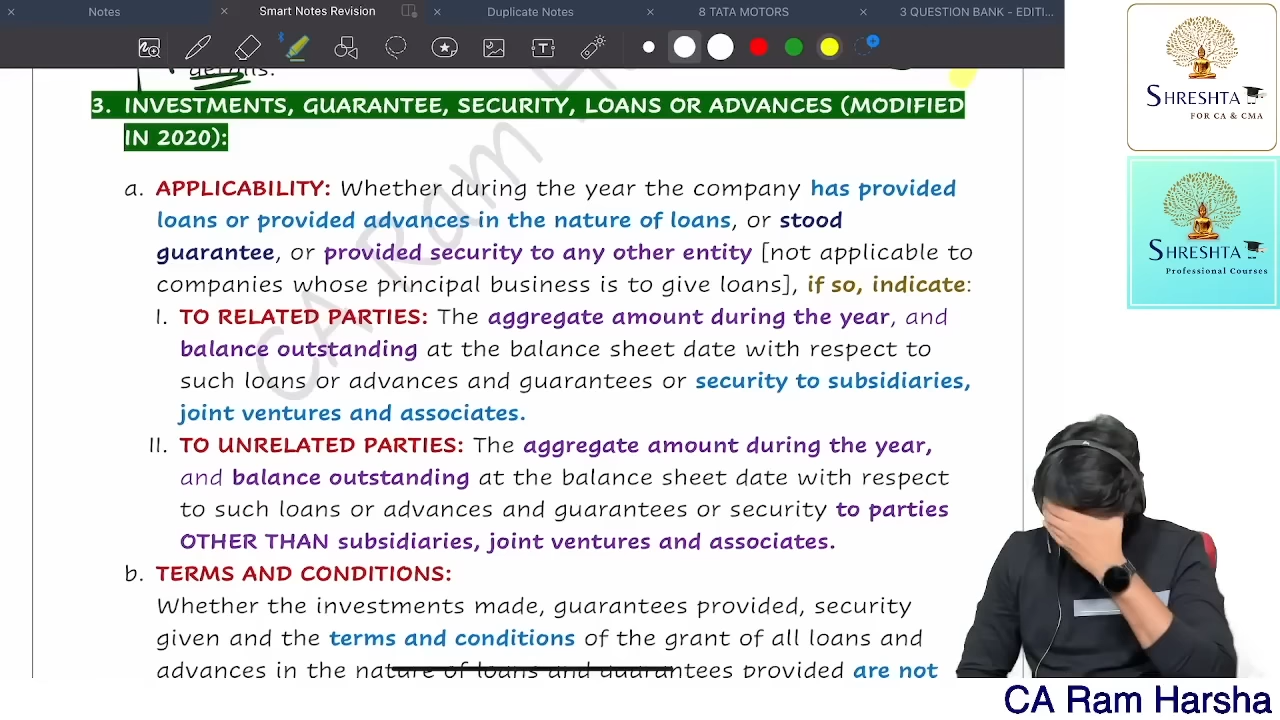 Notes
Smart Notes Revision
Duplicate Notes
8 TATA MOTORS
3 QUESTION BANK - EDITI...
details.
3. INVESTMENTS, GUARANTEE, SECURITY, LOANS OR ADVANCES (MODIFIED
IN 2020):
a. APPLICABILITY: Whether during the year the company has provided
loans or provided advances in the nature of loans, or stood
guarantee, or provided security to any other entity [not applicable to
companies whose principal business is to give loans], if so, indicate:
I. TO RELATED PARTIES: The aggregate amount during the year, and
balance outstanding at the balance sheet date with respect to
such loans or advances and guarantees or security to subsidiaries,
joint ventures and associates.
II. TO UNRELATED PARTIES: The aggregate amount during the year,
and balance outstanding at the balance sheet date with respect
to such loans or advances and guarantees or security to parties
OTHER THAN subsidiaries, joint ventures and associates.
b. TERMS AND CONDITIONS:
Whether the investments made, guarantees provided, security
given and the terms and conditions of the grant of all loans and
advances in the nature of loans and guarantees provided are not
CA Ram H
SHRESHTA
FOR CA & CMA
SHRESHTA
Professional Courses
CA Ram Harsha